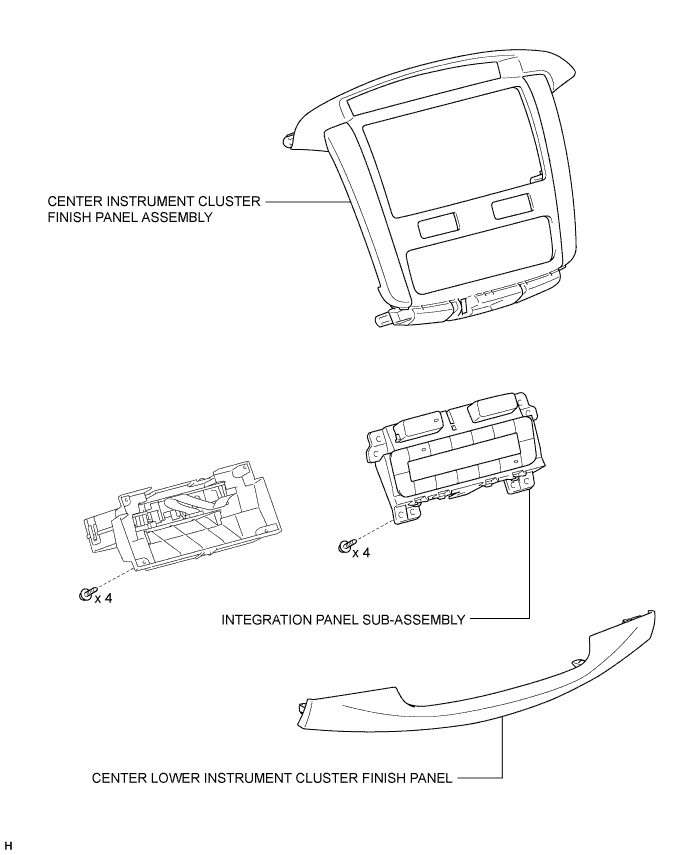 CENTER INSTRUMENT CLUSTER
FINISH PANEL ASSEMBLY
x 4
x 4
INTEGRATION PANEL SUB-ASSEMBLY
CENTER LOWER INSTRUMENT CLUSTER FINISH PANEL
H